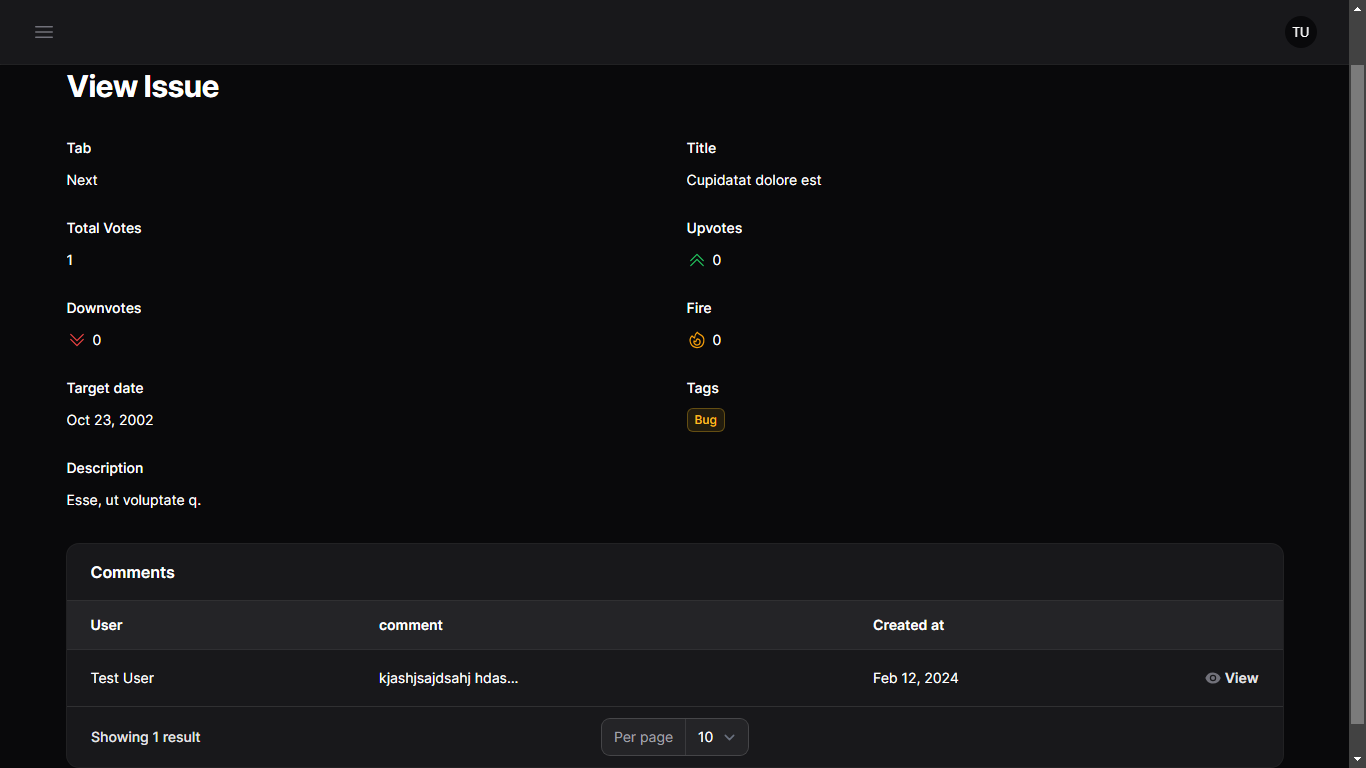 TU
View Issue
Tab
Next
Title
Cupidatat dolore est
Total Votes
1
Upvotes
0
Downvotes
0
Fire
0
Target date
Oct 23, 2002
Tags
Bug
Description
Esse, ut voluptate q.
Comments
User comment Created at
Test User kjashjsajdsahj hdas... Feb 12, 2024 View
Showing 1 result Per page 10